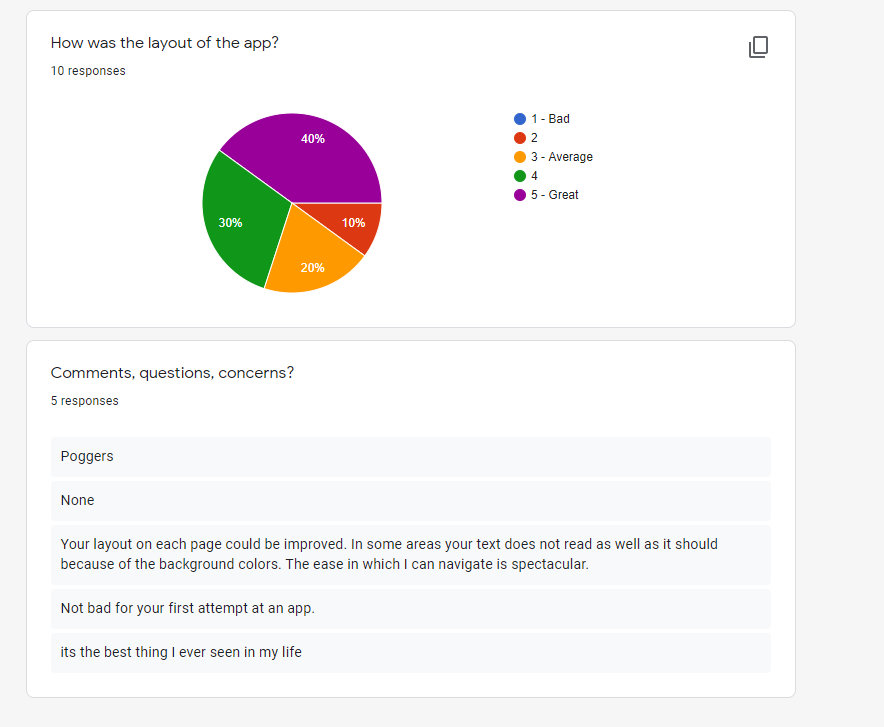 How was the layout of the app?
10 responses
40%
30%
10%
20%
1 - Bad
2
3 - Average
4
5 - Great
Comments, questions, concerns?
5 responses
Poggers
None
Your layout on each page could be improved. In some areas your text does not read as well as it should
because of the background colors. The ease in which I can navigate is spectacular.
Not bad for your first attempt at an app.
its the best thing I ever seen in my life